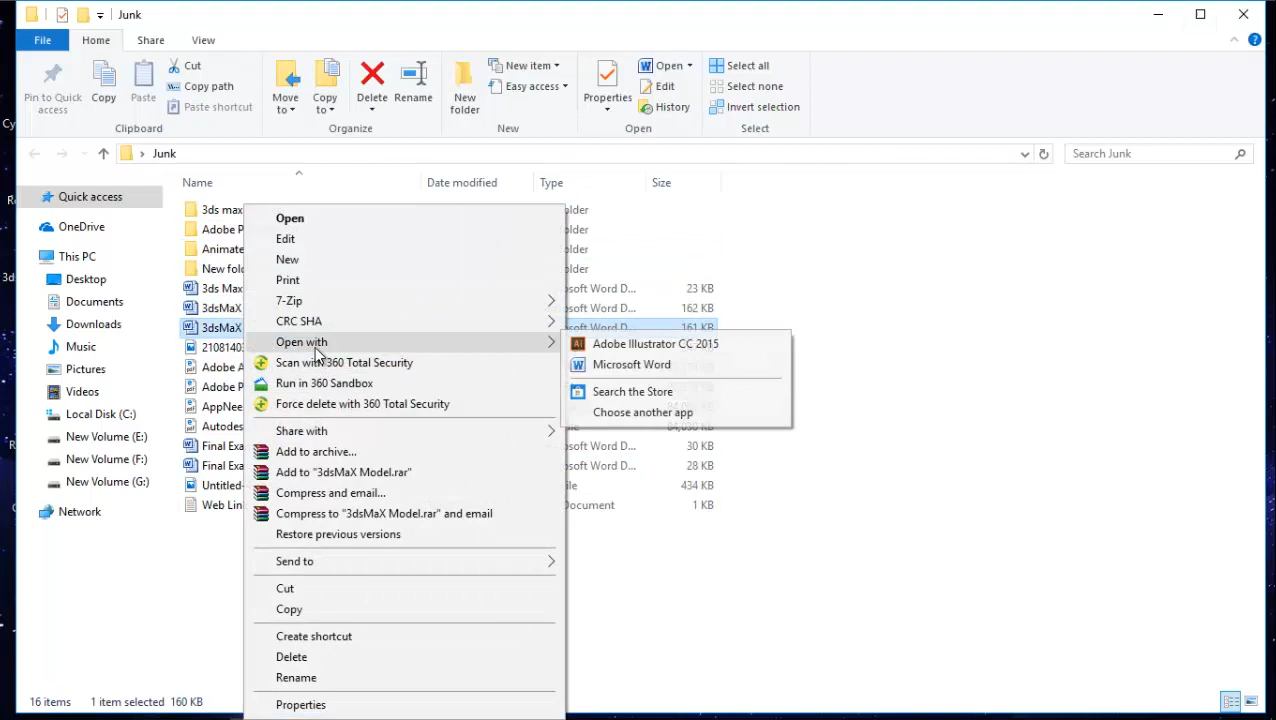 Junk
File Home Share View
Pin to Quick access
Copy
Paste
Cut
Copy path
Paste shortcut
Move to
Copy to
Delete
Rename
New folder
New item
Easy access
Properties
Open
Edit
History
Select all
Select none
Invert selection
Clipboard Organize New Open Select
Junk
Search Junk
Name Date modified Type Size
Quick access
OneDrive
This PC
Desktop
Documents
Downloads
Music
Pictures
Videos
Local Disk (C:)
New Volume (E:)
New Volume (F:)
New Volume (G:)
Network
3ds max
Adobe P
Animate
New fol
3ds Max
3dsMaX
3dsMaX
21081403
Adobe A
Adobe P
AppNee
Autodes
Final Exa
Final Exa
Untitled-
Web Lin
Open
Edit
New
Print
7-Zip
CRC SHA
Open with
Scan with 360 Total Security
Run in 360 Sandbox
Force delete with 360 Total Security
Share with
Add to archive...
Add to "3dsMaX Model.rar"
Compress and email...
Compress to "3dsMaX Model.rar" and email
Restore previous versions
Send to
Cut
Copy
Create shortcut
Delete
Rename
Properties
older
older
older
older
osoft Word D... 23 KB
osoft Word D... 162 KB
osoft Word D... 161 KB
Adobe Illustrator CC 2015
Microsoft Word
Search the Store
Choose another app
osoft Word D... 30 KB
osoft Word D... 28 KB
ile 434 KB
Document 1 KB
16 items 1 item selected 160 KB